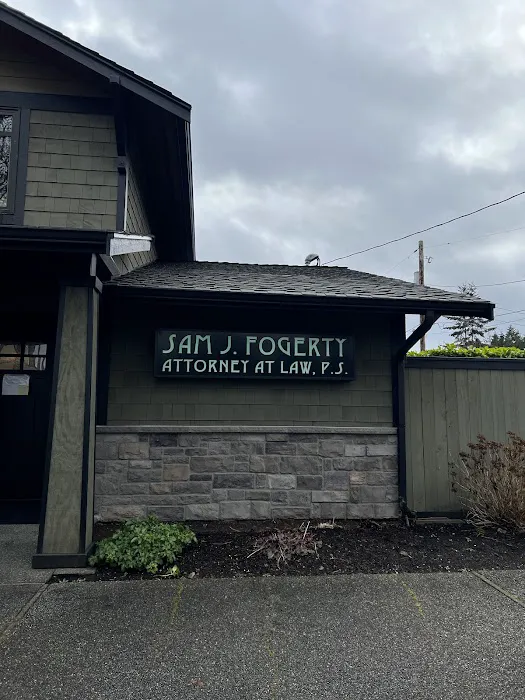 SAM J. FOGERTY
ATTORNEY AT LAW, P.S.